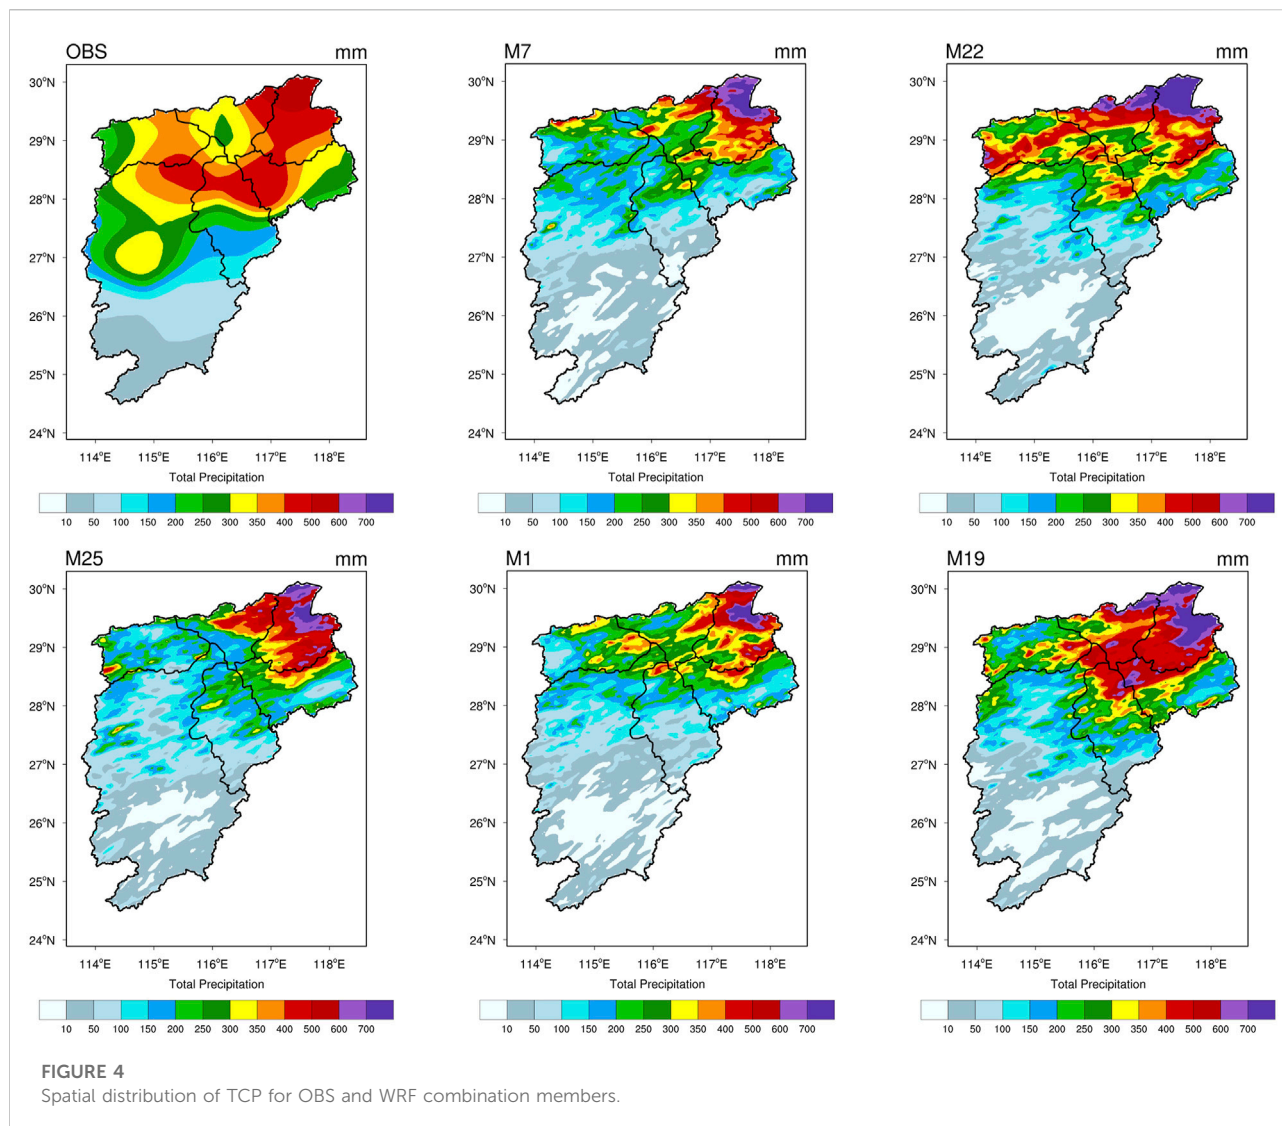 OBS mm
30°N
29°N
28°N
27°N
26°N
25°N
24°N
114°E 115°E 116°E 117°E 118°E
Total Precipitation
10 50 100 150 200 250 300 350 400 500 600 700
M7 mm
30°N
29°N
28°N
27°N
26°N
25°N
24°N
114°E 115°E 116°E 117°E 118°E
Total Precipitation
10 50 100 150 200 250 300 350 400 500 600 700
M22 mm
30°N
29°N
28°N
27°N
26°N
25°N
24°N
114°E 115°E 116°E 117°E 118°E
Total Precipitation
10 50 100 150 200 250 300 350 400 500 600 700
M25 mm
30°N
29°N
28°N
27°N
26°N
25°N
24°N
114°E 115°E 116°E 117°E 118°E
Total Precipitation
10 50 100 150 200 250 300 350 400 500 600 700
M1 mm
30°N
29°N
28°N
27°N
26°N
25°N
24°N
114°E 115°E 116°E 117°E 118°E
Total Precipitation
10 50 100 150 200 250 300 350 400 500 600 700
M19 mm
30°N
29°N
28°N
27°N
26°N
25°N
24°N
114°E 115°E 116°E 117°E 118°E
Total Precipitation
10 50 100 150 200 250 300 350 400 500 600 700
FIGURE 4
Spatial distribution of TCP for OBS and WRF combination members.